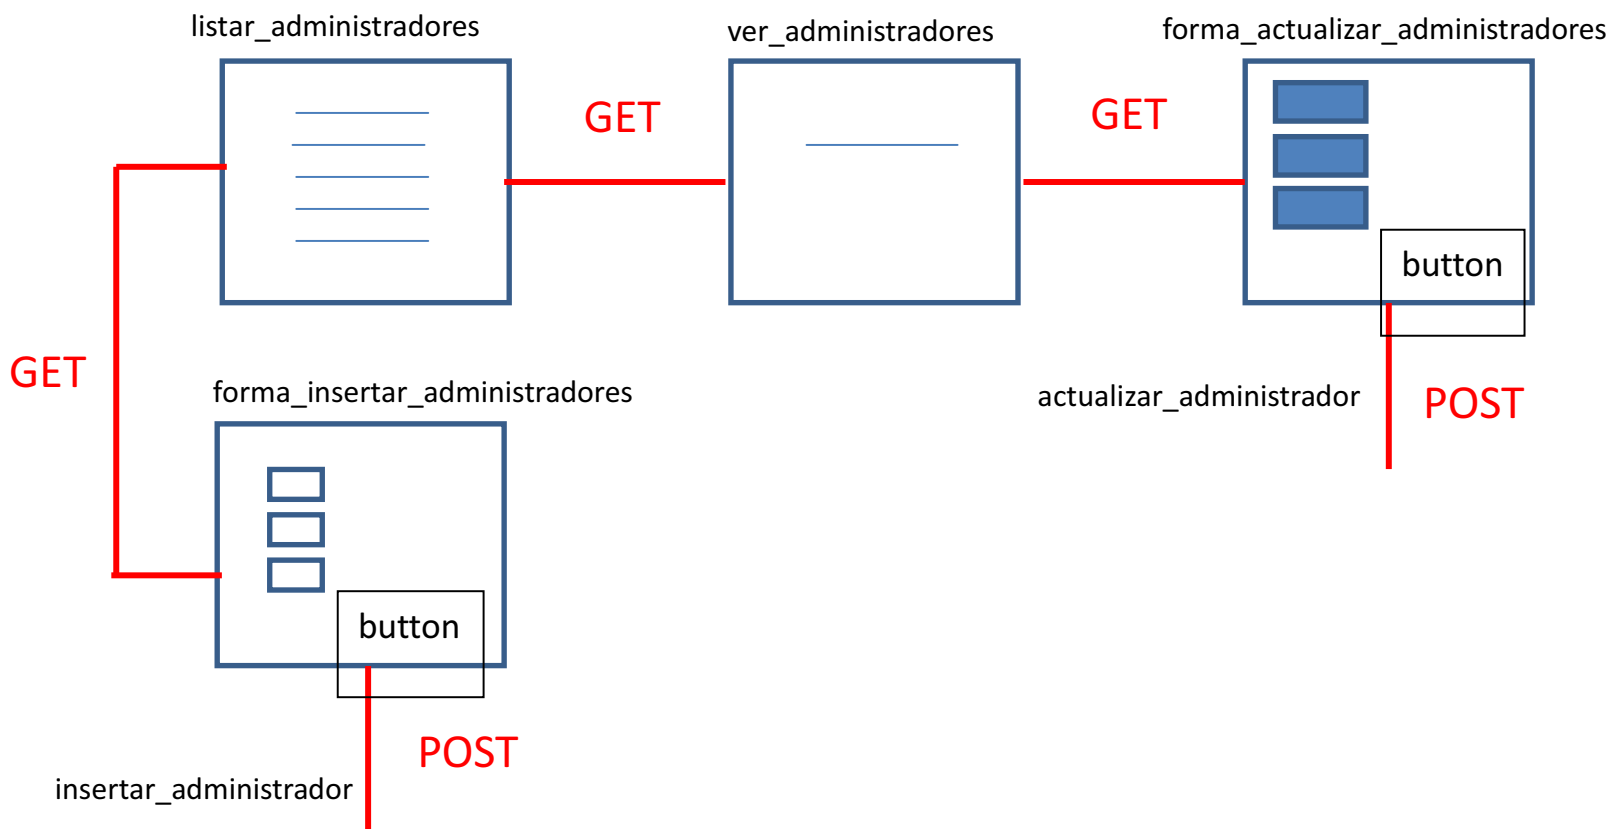 listar_administradores
ver_administradores
forma_actualizar_administradores
GET
GET
button
GET
forma_insertar_administradores
actualizar_administrador
POST
button
POST
insertar_administrador